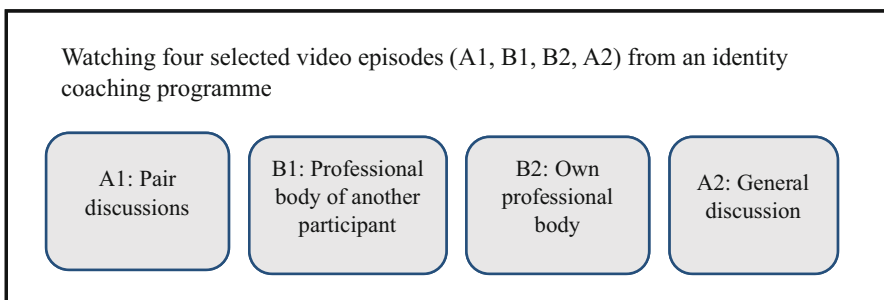 Watching four selected video episodes (A1, B1, B2, A2) from an identity
coaching programme
A1: Pair
discussions
B1: Professional
body of another
participant
B2: Own
professional
body
A2: General
discussion